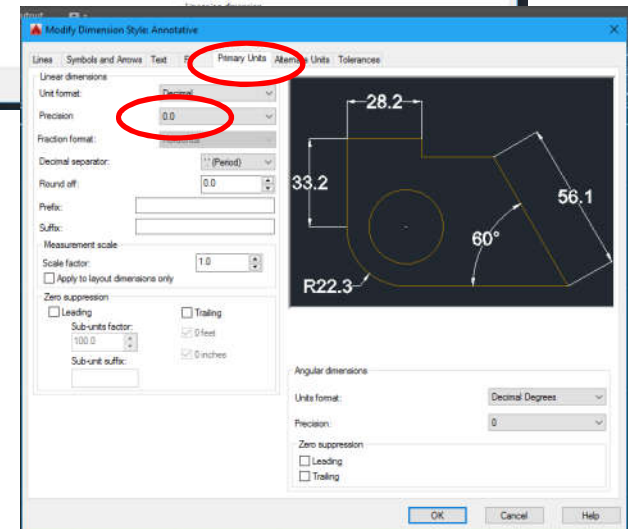 Modify Dimension Style: Annotative
Lines Symbols and Arrows Text Primary Units Units Tolerances
Linear dimensions
Unit format: Decimal
Precision 0.0
Fraction format:
Decimal separator: '.' (Period)
Round off: 0.0
Prefix:
Suffix:
Measurement scale
Scale factor: 1.0
Apply to layout dimensions only
Zero suppression
Leading Trailing
Sub-units factor: 0 feet
100.0 0 inches
Sub-unit suffix:
28.2
33.2
56.1
60°
R22.3
Angular dimensions
Units format: Decimal Degrees
Precision: 0
Zero suppression
Leading
Trailing
OK Cancel Help